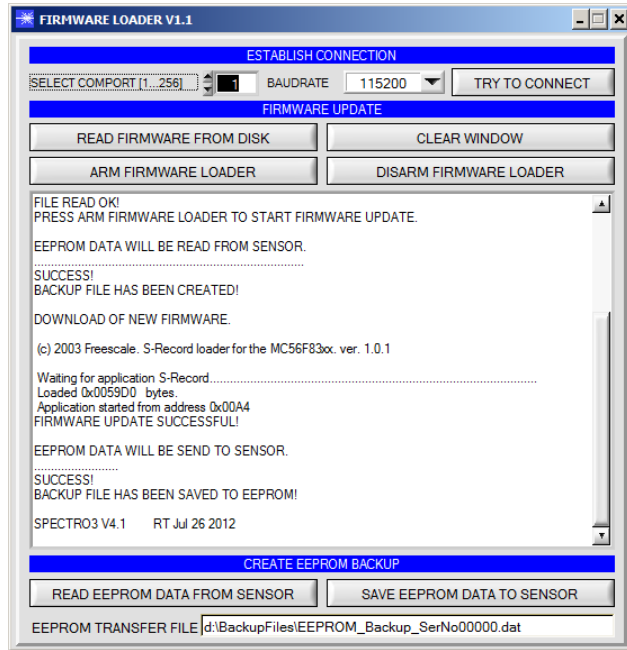 FIRMWARE LOADER V1.1
ESTABLISH CONNECTION
SELECT COMPORT [1...256] 1 BAUDRATE 115200 TRY TO CONNECT
FIRMWARE UPDATE
READ FIRMWARE FROM DISK CLEAR WINDOW
ARM FIRMWARE LOADER DISARM FIRMWARE LOADER
FILE READ OK!
PRESS ARM FIRMWARE LOADER TO START FIRMWARE UPDATE.
EEPROM DATA WILL BE READ FROM SENSOR.
................................................................................
SUCCESS!
BACKUP FILE HAS BEEN CREATED!
DOWNLOAD OF NEW FIRMWARE.
(c) 2003 Freescale. S-Record loader for the MC56F83xx. ver. 1.0.1
Waiting for application S-Record..........................................................................................................
Loaded 0x0059D0 bytes.
Application started from address 0x00A4
FIRMWARE UPDATE SUCCESSFUL!
EEPROM DATA WILL BE SEND TO SENSOR.
.........................
SUCCESS!
BACKUP FILE HAS BEEN SAVED TO EEPROM!
SPECTRO3 V4.1 RT Jul 26 2012
CREATE EEPROM BACKUP
READ EEPROM DATA FROM SENSOR SAVE EEPROM DATA TO SENSOR
EEPROM TRANSFER FILE d:\BackupFiles\EEPROM_Backup_SerNo00000.dat